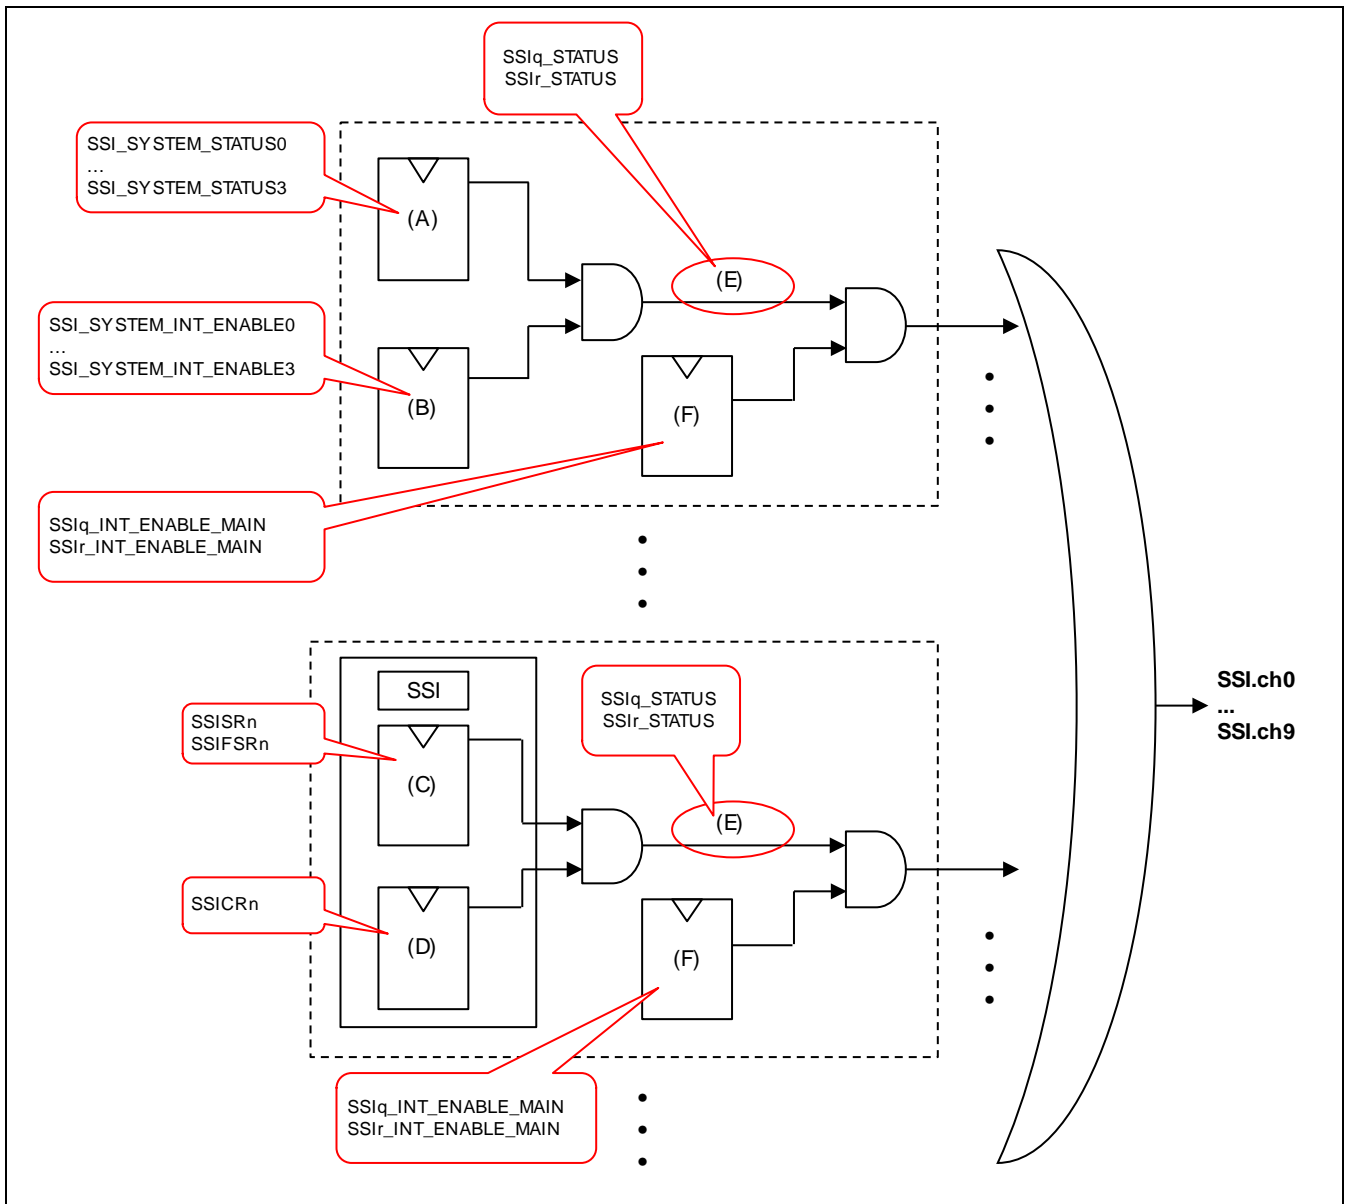 SSIq_STATUS
SSIr_STATUS
SSI_SYSTEM_STATUS0
...
SSI_SYSTEM_STATUS3
(A)
(E)
SSI_SYSTEM_INT_ENABLE0
...
SSI_SYSTEM_INT_ENABLE3
(B)
(F)
SSIq_INT_ENABLE_MAIN
SSIr_INT_ENABLE_MAIN
SSI
SSIq_STATUS
SSIr_STATUS
SSI.ch0
...
SSI.ch9
SSISRn
SSIFSRn
(C)
(E)
SSICRn
(D)
(F)
SSIq_INT_ENABLE_MAIN
SSIr_INT_ENABLE_MAIN